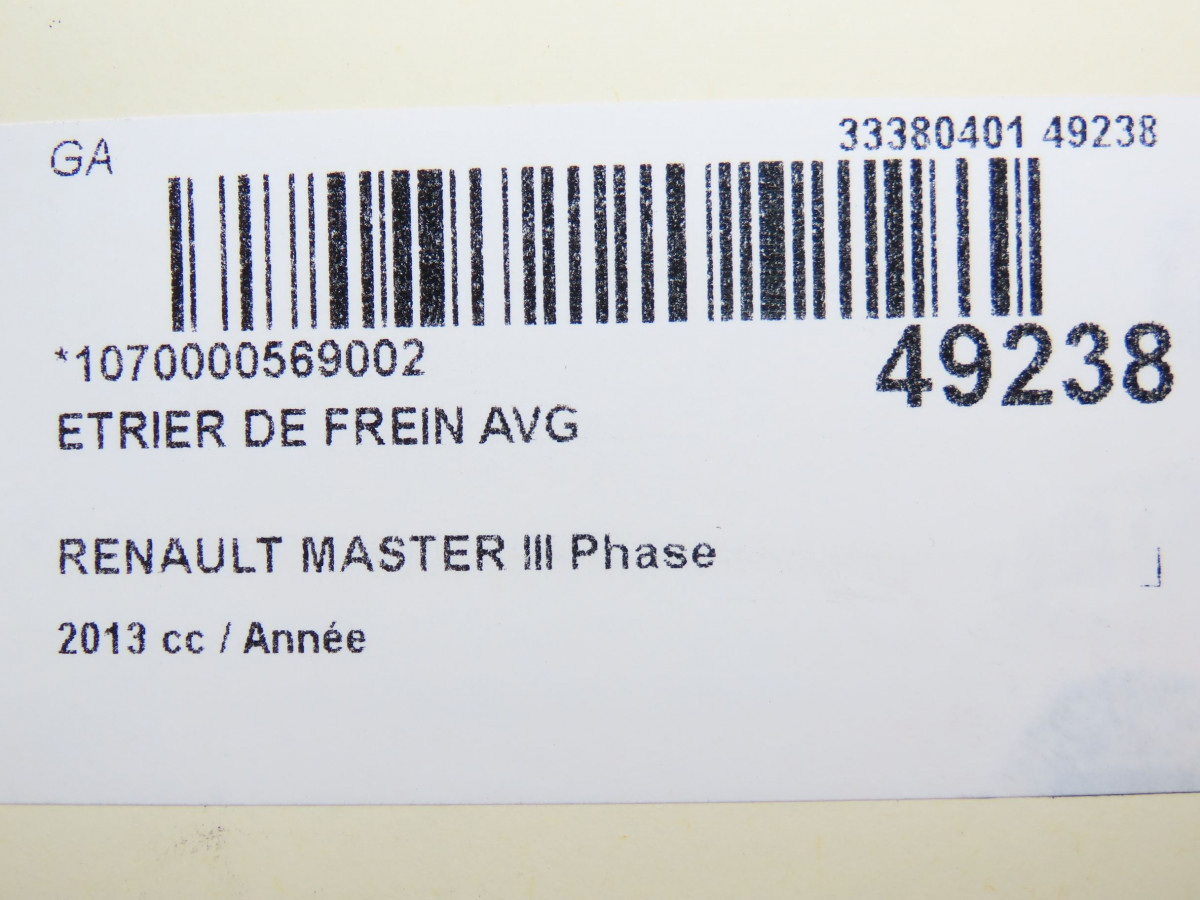 GA
33380401 49238
*1070000569002
49238
ETRIER DE FREIN AVG
RENAULT MASTER III Phase
2013 cc / Année